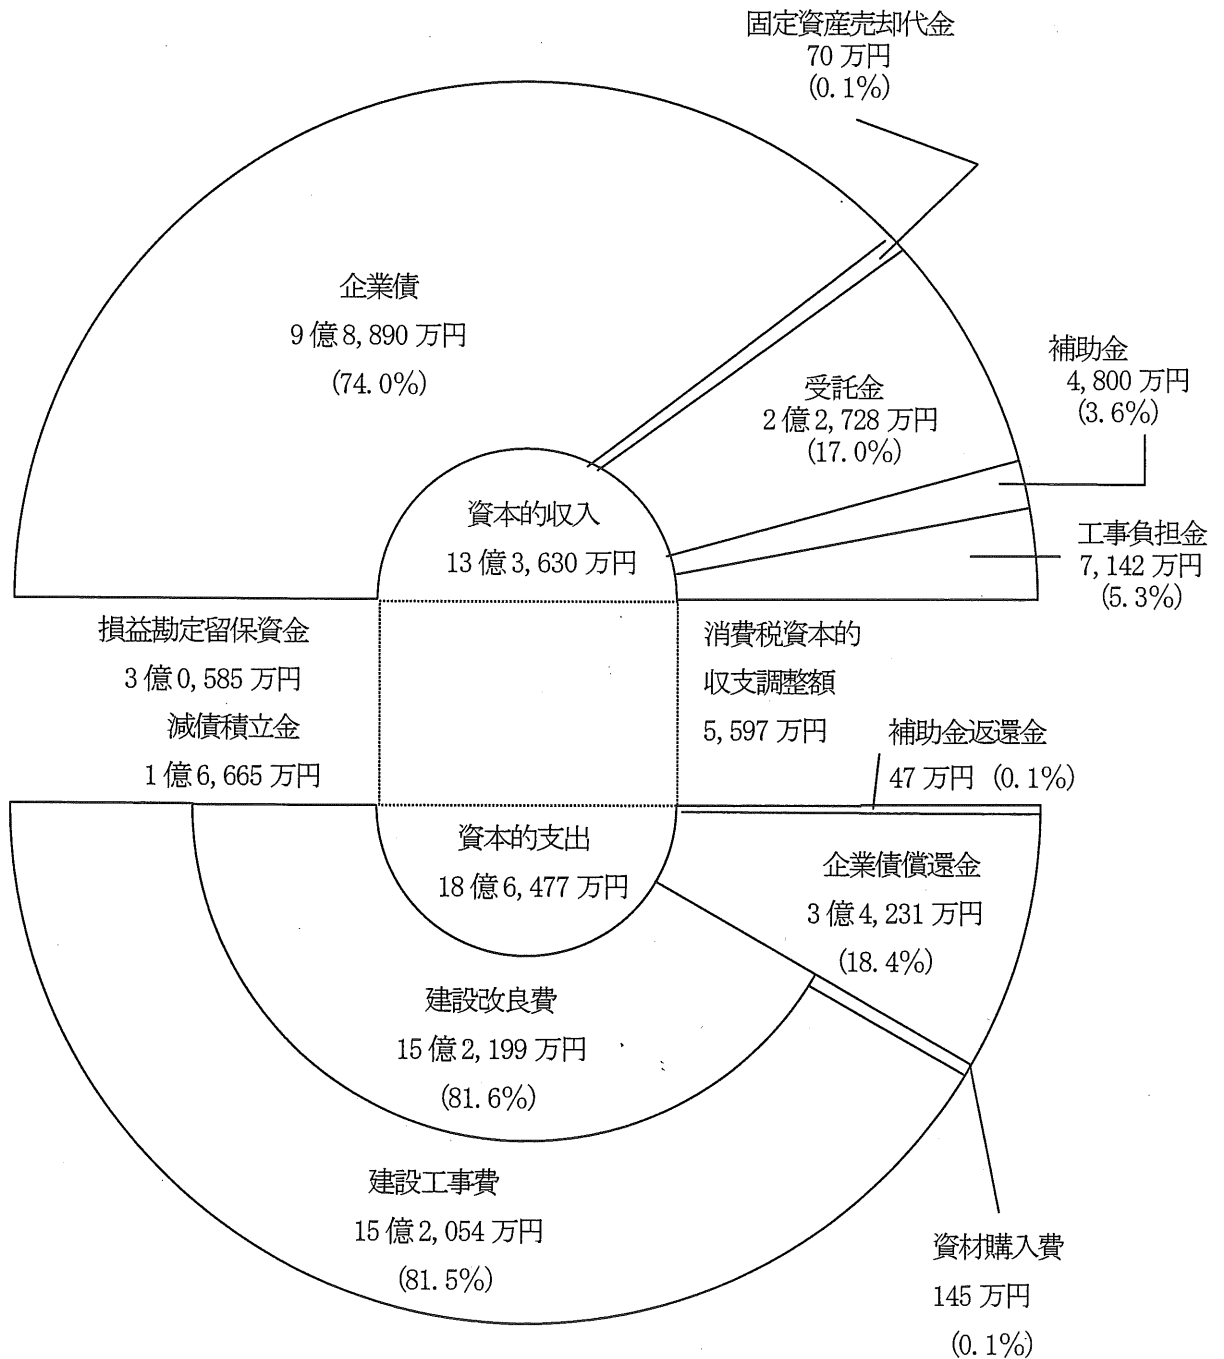 固定資産売却代金
70 万円
(0.1%)
企業債
9 億 8,890 万円
(74.0%)
受託金
2 億 2,728 万円
(17.0%)
補助金
4,800 万円
(3.6%)
工事負担金
7,142 万円
(5.3%)
資本的収入
13 億 3,630 万円
損益勘定留保資金
3 億 0,585 万円
減債積立金
1 億 6,665 万円
消費税資本的
収支調整額
5,597 万円
補助金返還金
47 万円 (0.1%)
資本的支出
18 億 6,477 万円
企業債償還金
3 億 4,231 万円
(18.4%)
建設改良費
15 億 2,199 万円
(81.6%)
建設工事費
15 億 2,054 万円
(81.5%)
資材購入費
145 万円
(0.1%)